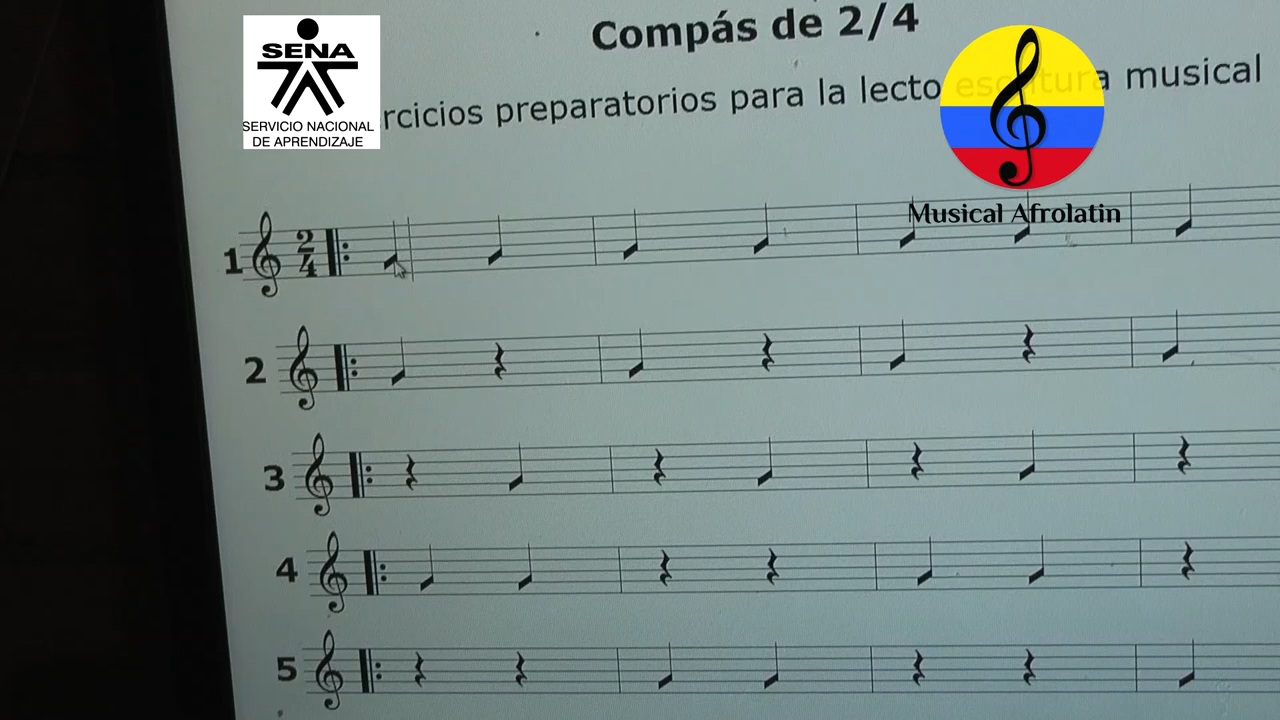 Compás de 2/4
SENA
SERVICIO NACIONAL
DE APRENDIZAJE
rcicios preparatorios para la lecto escritura musical
Musical Afrolatin
1
2
4
2
3
4
5